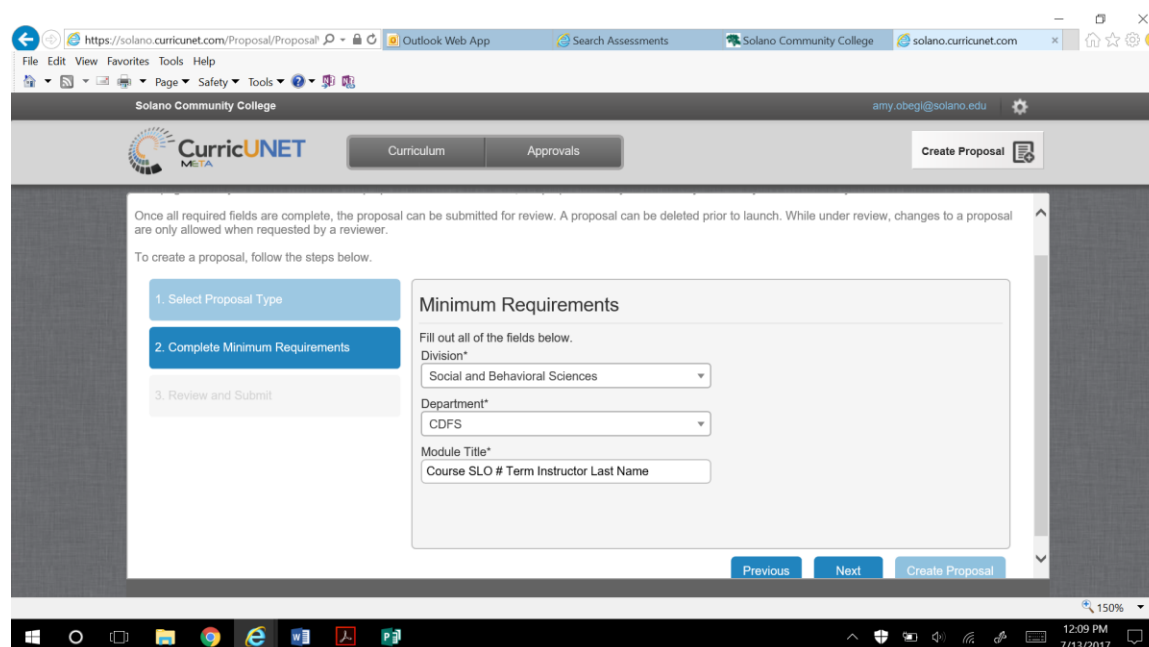 https://solano.curricunet.com/Proposal/Proposal
Outlook Web App
Search Assessments
Solano Community College
solano.curricunet.com
File Edit View Favorites Tools Help
Page Safety Tools
Solano Community College
amy.obegi@solano.edu
CurricUNET
META
Curriculum
Approvals
Create Proposal
Once all required fields are complete, the proposal can be submitted for review. A proposal can be deleted prior to launch. While under review, changes to a proposal
are only allowed when requested by a reviewer.
To create a proposal, follow the steps below.
1. Select Proposal Type
2. Complete Minimum Requirements
3. Review and Submit
Minimum Requirements
Fill out all of the fields below.
Division*
Social and Behavioral Sciences
Department*
CDFS
Module Title*
Course SLO # Term Instructor Last Name
Previous
Next
Create Proposal
150%
12:09 PM
7/13/2017